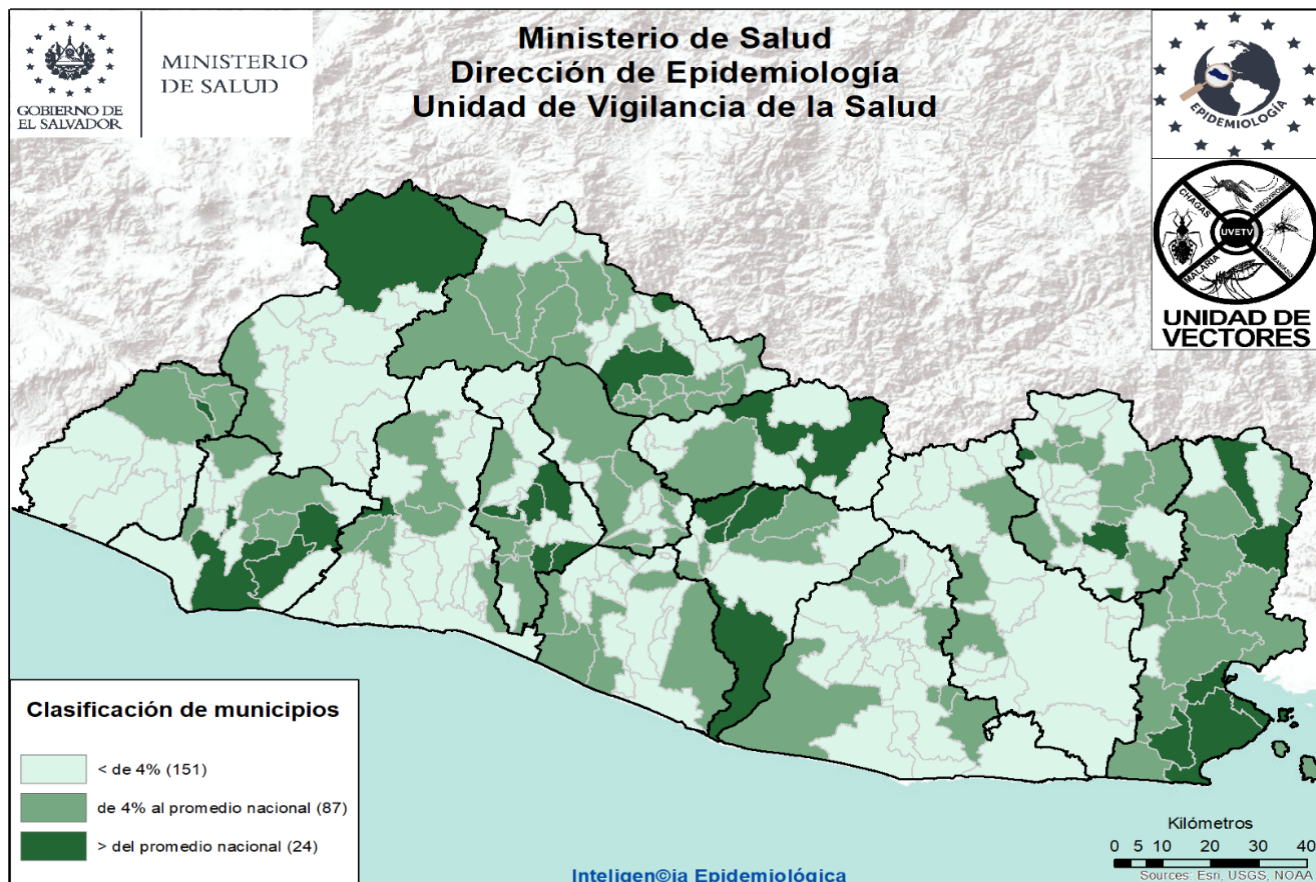 GOBIERNO DE
EL SALVADOR
MINISTERIO
DE SALUD
Ministerio de Salud
Dirección de Epidemiología
Unidad de Vigilancia de la Salud
EPIDEMIOLOGÍA
CHAGAS
ARBOVIROSIS
UVETV
MALARIA
LEISHMANIASIS
UNIDAD DE
VECTORES
Clasificación de municipios
< de 4% (151)
de 4% al promedio nacional (87)
> del promedio nacional (24)
Inteligen©ia Epidemiológica
Kilómetros
0 5 10 20 30 40
Sources: Esri, USGS, NOAA